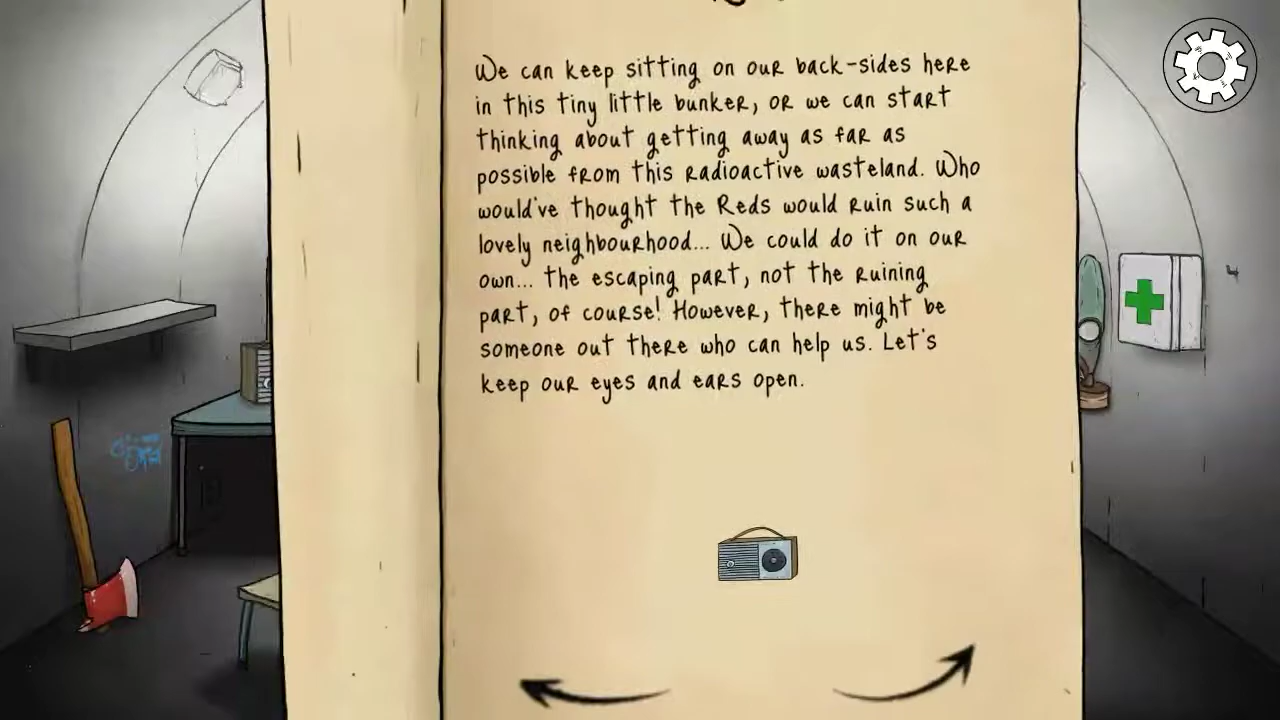 We can keep sitting on our back-sides here
in this tiny little bunker, or we can start
thinking about getting away as far as
possible from this radioactive wasteland. Who
would've thought the Reds would ruin such a
lovely neighbourhood... We could do it on our
own... the escaping part, not the ruining
part, of course! However, there might be
someone out there who can help us. Let's
keep our eyes and ears open.